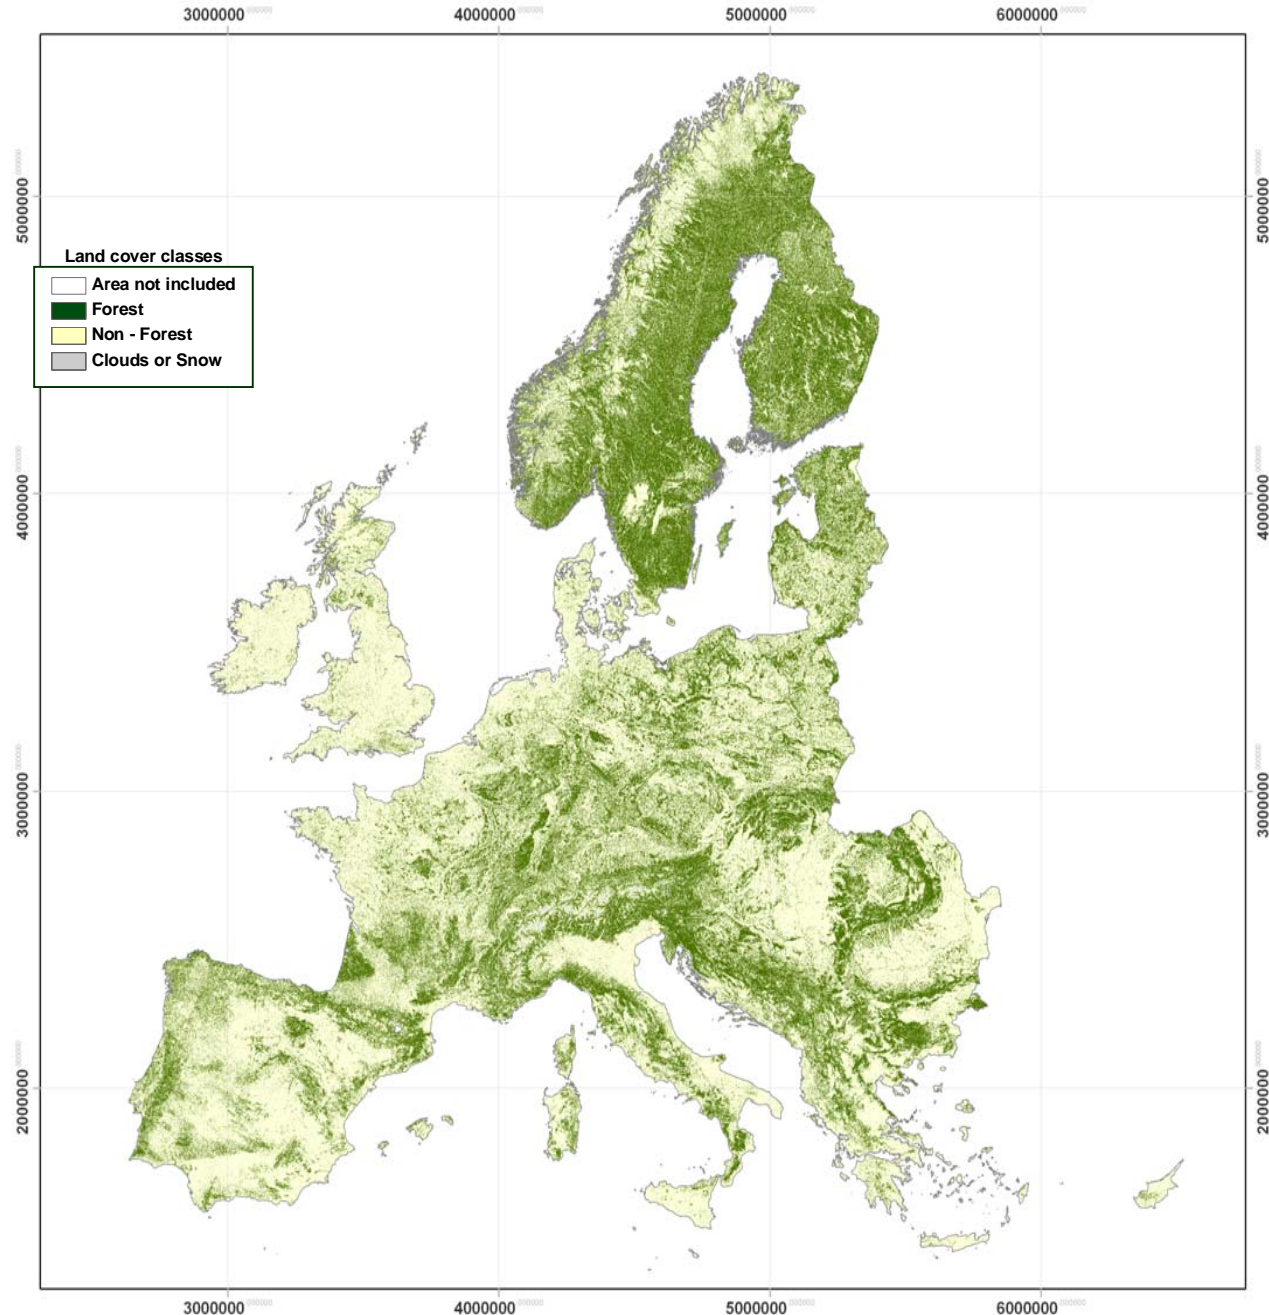 3000000 4000000 5000000 6000000
5000000 5000000
Land cover classes
Area not included
Forest
Non - Forest
Clouds or Snow
4000000 4000000
3000000 3000000
2000000 2000000
3000000 4000000 5000000 6000000